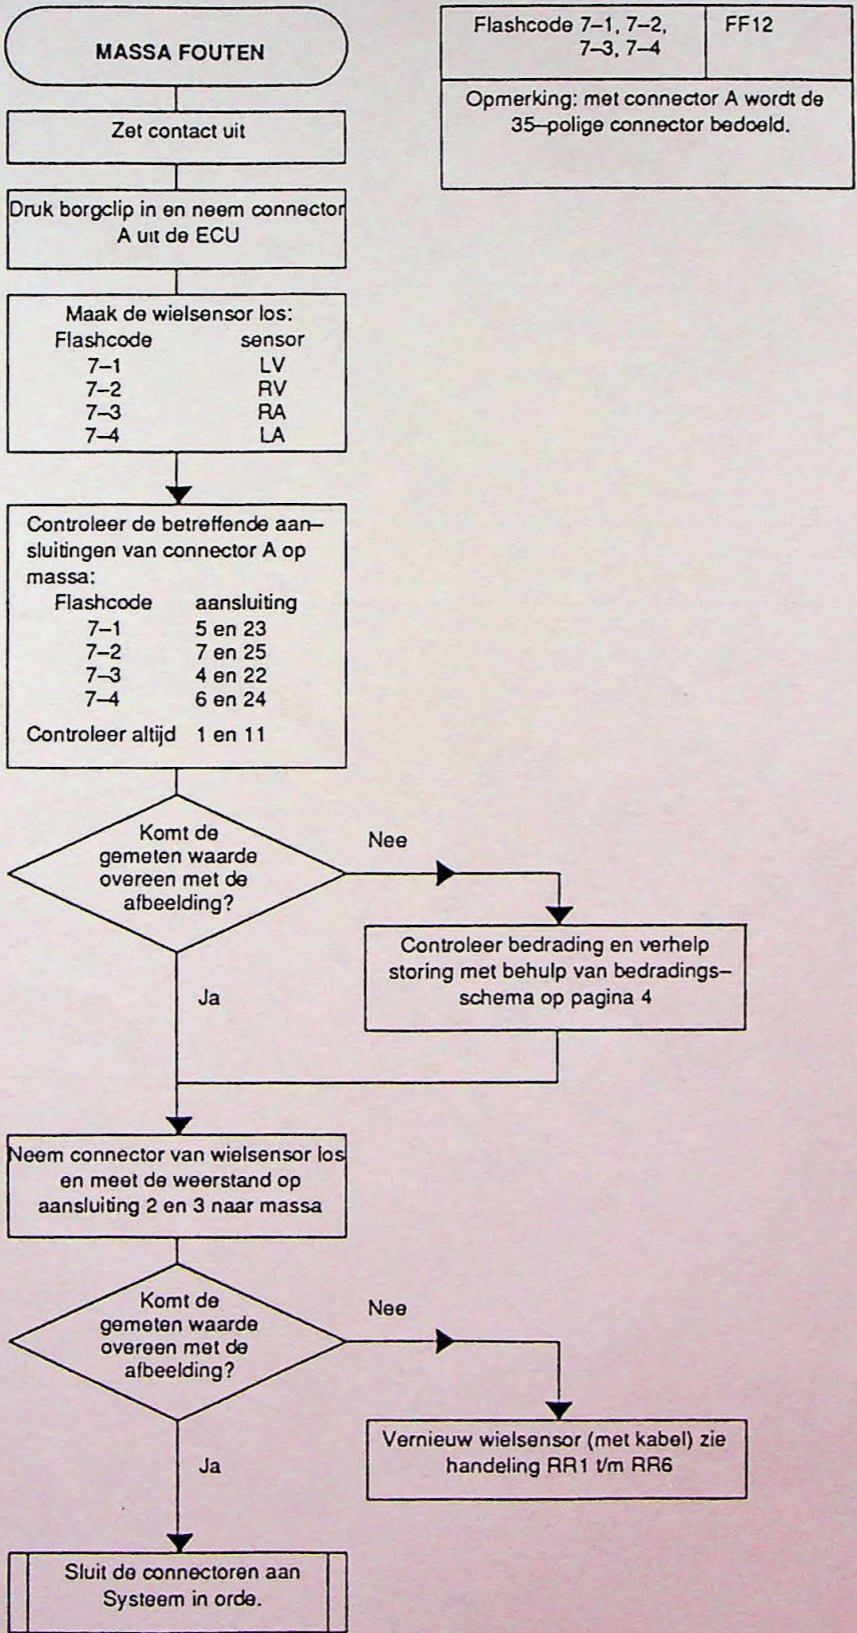 MASSA FOUTEN
Flashcode 7–1, 7–2,
7–3, 7–4
FF12
Opmerking: met connector A wordt de
35–polige connector bedoeld.
Zet contact uit
Druk borgclip in en neem connector
A uit de ECU
Maak de wielsensor los:
Flashcode sensor
7–1 LV
7–2 RV
7–3 RA
7–4 LA
Controleer de betreffende aan–
sluitingen van connector A op
massa:
Flashcode aansluiting
7–1 5 en 23
7–2 7 en 25
7–3 4 en 22
7–4 6 en 24
Controleer altijd 1 en 11
Komt de
gemeten waarde
overeen met de
afbeelding?
Nee
Controleer bedrading en verhelp
storing met behulp van bedradings–
schema op pagina 4
Ja
Neem connector van wielsensor los
en meet de weerstand op
aansluiting 2 en 3 naar massa
Komt de
gemeten waarde
overeen met de
afbeelding?
Nee
Vernieuw wielsensor (met kabel) zie
handeling RR1 t/m RR6
Ja
Sluit de connectoren aan
Systeem in orde.